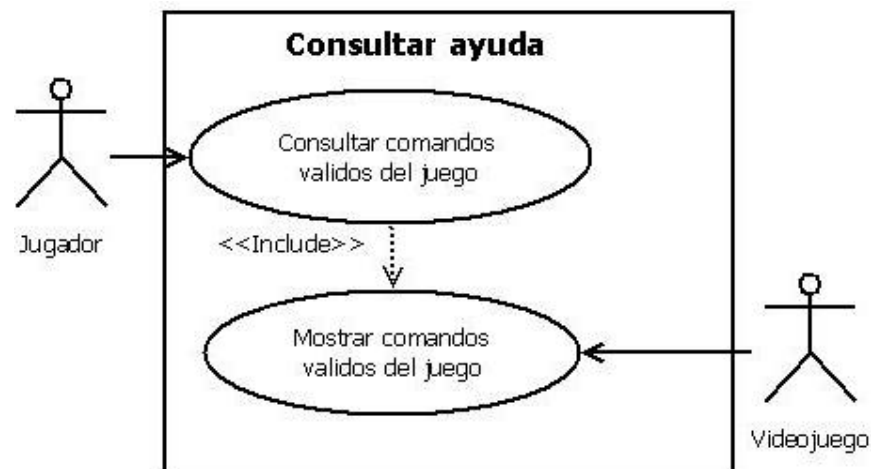 Consultar ayuda
Consultar comandos
validos del juego
Jugador
<<Include>>
Mostrar comandos
validos del juego
Videojuego